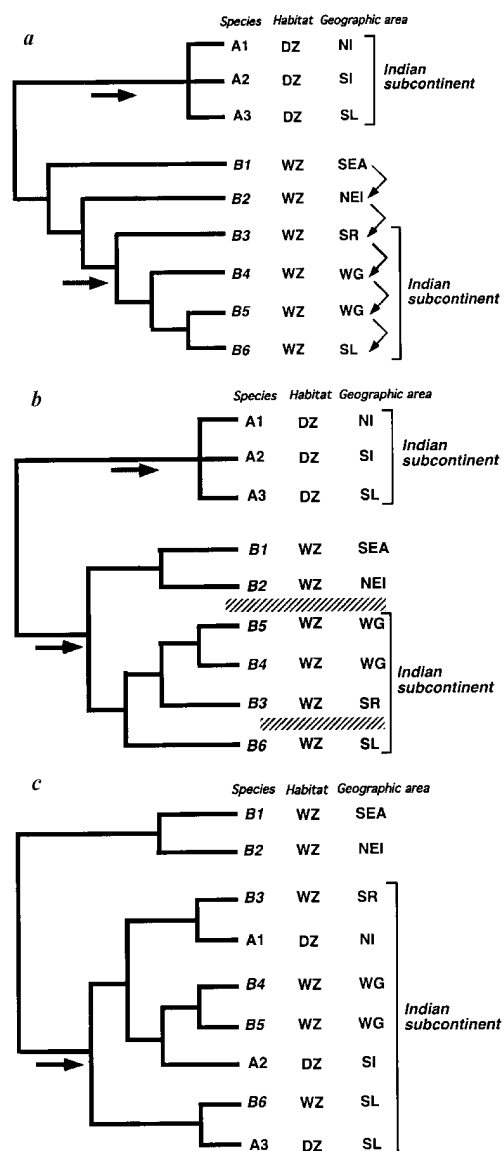 a
Species Habitat Geographic area
A1 DZ NI
A2 DZ SI
A3 DZ SL
Indian subcontinent
B1 WZ SEA
B2 WZ NEI
B3 WZ SR
B4 WZ WG
B5 WZ WG
B6 WZ SL
Indian subcontinent
b
Species Habitat Geographic area
A1 DZ NI
A2 DZ SI
A3 DZ SL
Indian subcontinent
B1 WZ SEA
B2 WZ NEI
B5 WZ WG
B4 WZ WG
B3 WZ SR
B6 WZ SL
Indian subcontinent
c
Species Habitat Geographic area
B1 WZ SEA
B2 WZ NEI
B3 WZ SR
A1 DZ NI
B4 WZ WG
B5 WZ WG
A2 DZ SI
B6 WZ SL
A3 DZ SL
Indian subcontinent